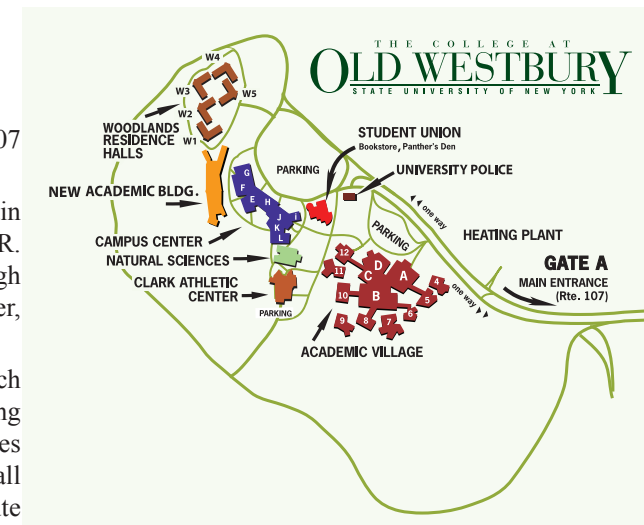 THE COLLEGE AT
OLD WESTBURY
STATE UNIVERSITY OF NEW YORK
W4
W3
W5
W2
W1
WOODLANDS
RESIDENCE
HALLS
07
in
R.
gh
er,
ch
ng
es
all
te
STUDENT UNION
Bookstore, Panther's Den
PARKING
UNIVERSITY POLICE
NEW ACADEMIC BLDG.
G
F
E
H
I
J
K
L
one way
PARKING
HEATING PLANT
CAMPUS CENTER
NATURAL SCIENCES
CLARK ATHLETIC
CENTER
PARKING
GATE A
MAIN ENTRANCE
(Rte. 107)
one way
12
11
D
C
A
4
10
B
5
6
9
8
7
ACADEMIC VILLAGE